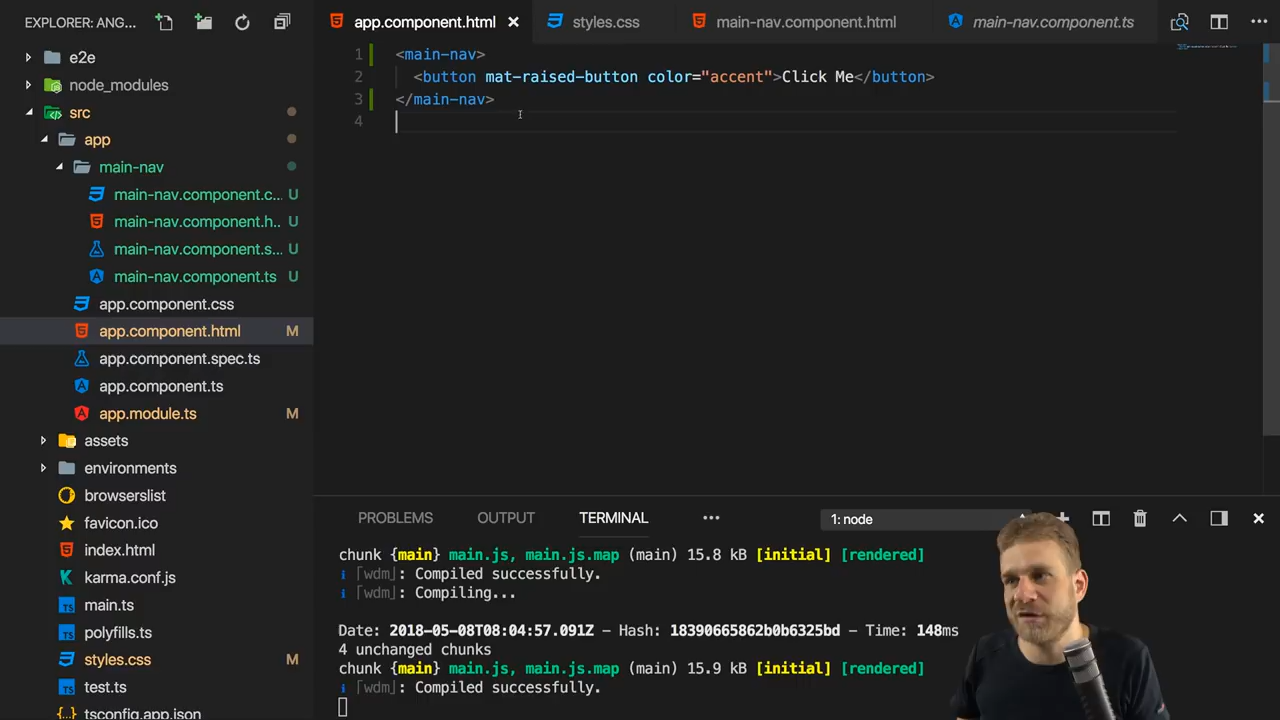 EXPLORER: ANG...
app.component.html
styles.css
main-nav.component.html
main-nav.component.ts
e2e
node_modules
src
app
main-nav
main-nav.component.c... U
main-nav.component.h.. U
main-nav.component.s... U
main-nav.component.ts U
app.component.css
app.component.html M
app.component.spec.ts
app.component.ts
app.module.ts M
assets
environments
browserslist
favicon.ico
index.html
karma.conf.js
main.ts
polyfills.ts
styles.css M
test.ts
tsconfig.app.json
1 <main-nav>
2 <button mat-raised-button color="accent">Click Me</button>
3 </main-nav>
4
PROBLEMS OUTPUT TERMINAL ... 1: node
chunk {main} main.js, main.js.map (main) 15.8 kB [initial] [rendered]
i ｢wdm｣: Compiled successfully.
i ｢wdm｣: Compiling...
Date: 2018-05-08T08:04:57.091Z - Hash: 18390665862b0b6325bd - Time: 148ms
4 unchanged chunks
chunk {main} main.js, main.js.map (main) 15.9 kB [initial] [rendered]
i ｢wdm｣: Compiled successfully.